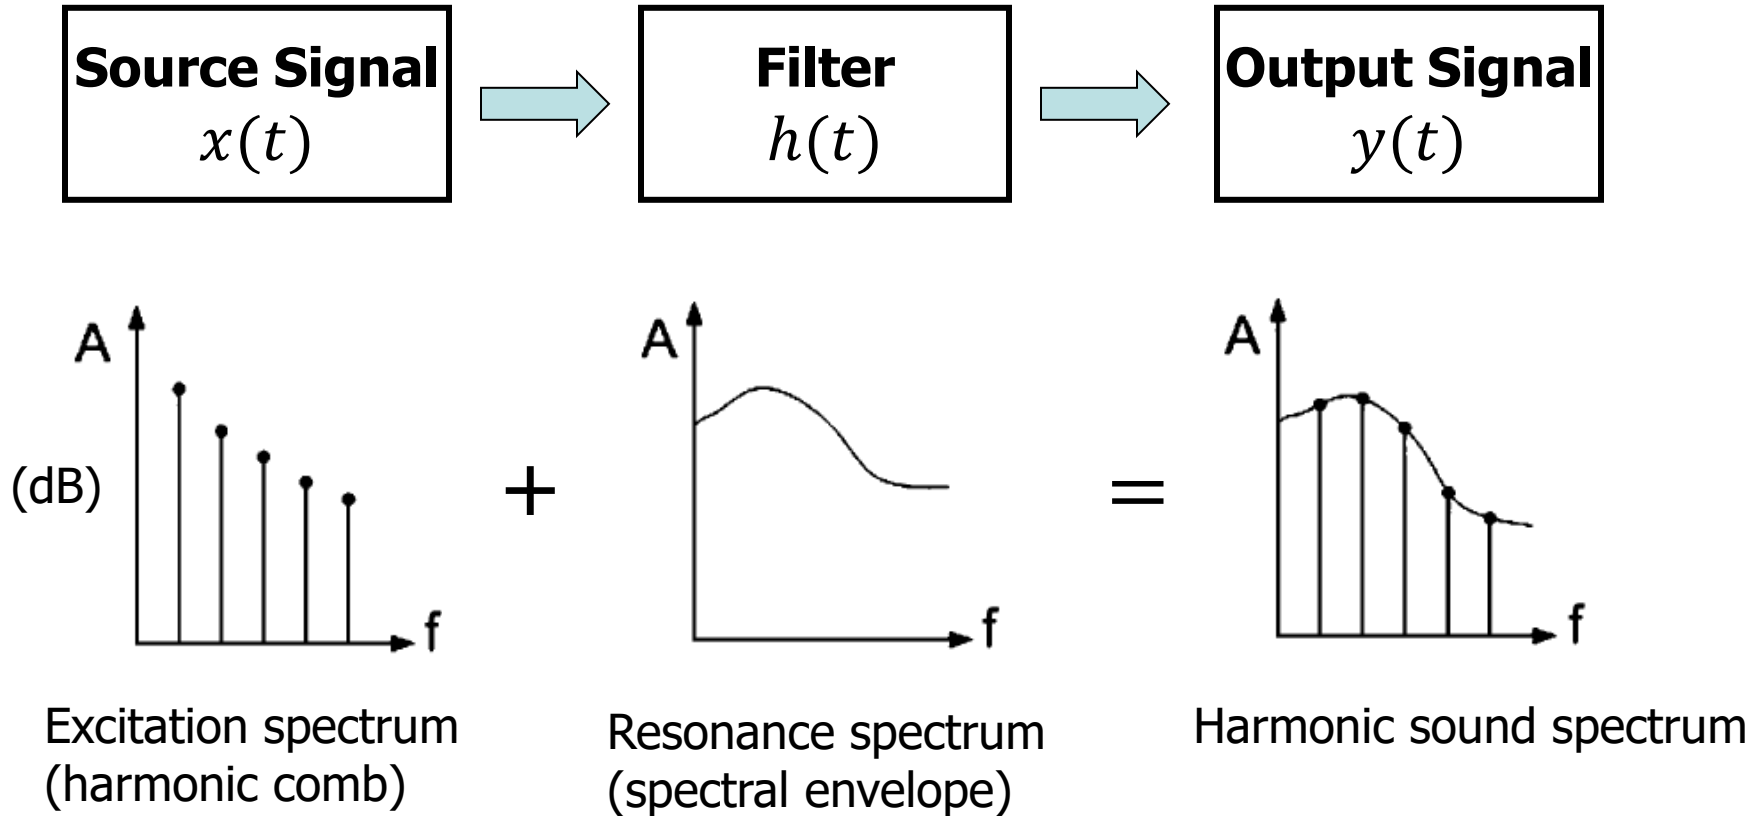 Source Signal
x(t)
Filter
h(t)
Output Signal
y(t)
A
(dB)
f
+
A
f
=
A
f
Excitation spectrum
(harmonic comb)
Resonance spectrum
(spectral envelope)
Harmonic sound spectrum